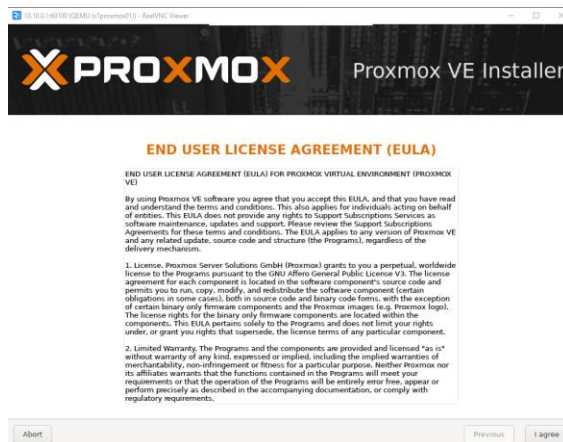 10.10.0.1:60100 (QEMU (s1proxmox01)) - RealVNC Viewer
PROXMOX
Proxmox VE Installer
END USER LICENSE AGREEMENT (EULA)
END USER LICENSE AGREEMENT (EULA) FOR PROXMOX VIRTUAL ENVIRONMENT (PROXMOX
VE)
By using Proxmox VE software you agree that you accept this EULA, and that you have read
and understand the terms and conditions. This also applies for individuals acting on behalf
of entities. This EULA does not provide any rights to Support Subscriptions Services as
software maintenance, updates and support. Please review the Support Subscriptions
Agreements for these terms and conditions. The EULA applies to any version of Proxmox VE
and any related update, source code and structure (the Programs), regardless of the
delivery mechanism.
1. License. Proxmox Server Solutions GmbH (Proxmox) grants to you a perpetual, worldwide
license to the Programs pursuant to the GNU Affero General Public License V3. The license
agreement for each component is located in the software component's source code and
permits you to run, copy, modify, and redistribute the software component (certain
obligations in some cases), both in source code and binary code forms, with the exception
of certain binary only firmware components and the Proxmox images (e.g. Proxmox logo).
The license rights for the binary only firmware components are located within the
components. This EULA pertains solely to the Programs and does not limit your rights
under, or grant you rights that supersede, the license terms of any particular component.
2. Limited Warranty. The Programs and the components are provided and licensed "as is"
without warranty of any kind, expressed or implied, including the implied warranties of
merchantability, non-infringement or fitness for a particular purpose. Neither Proxmox nor
its affiliates warrants that the functions contained in the Programs will meet your
requirements or that the operation of the Programs will be entirely error free, appear or
perform precisely as described in the accompanying documentation, or comply with
regulatory requirements.
Abort
Previous
I agree